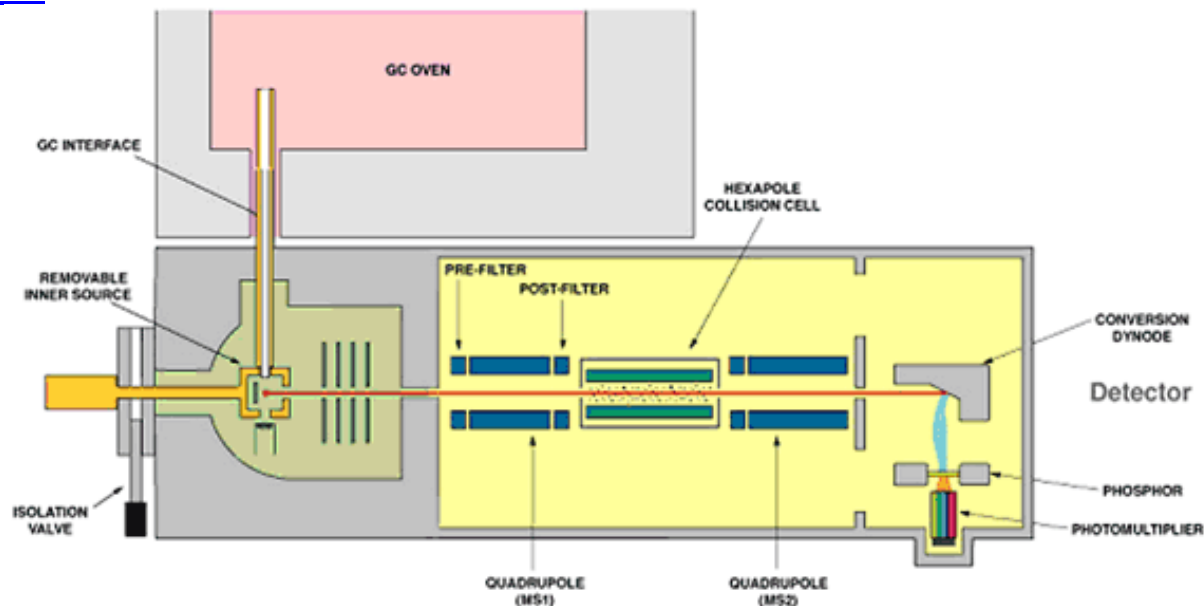 GC OVEN
GC INTERFACE
HEXAPOLE
COLLISION CELL
REMOVABLE
INNER SOURCE
PRE-FILTER
POST-FILTER
CONVERSION
DYNODE
Detector
ISOLATION
VALVE
PHOSPHOR
PHOTOMULTIPLIER
QUADRUPOLE
(MS1)
QUADRUPOLE
(MS2)